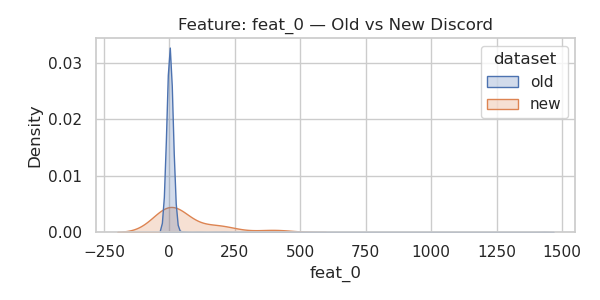 Feature: feat_0 — Old vs New Discord
dataset
old
new
Density
0.03
0.02
0.01
0.00
−250 0 250 500 750 1000 1250 1500
feat_0